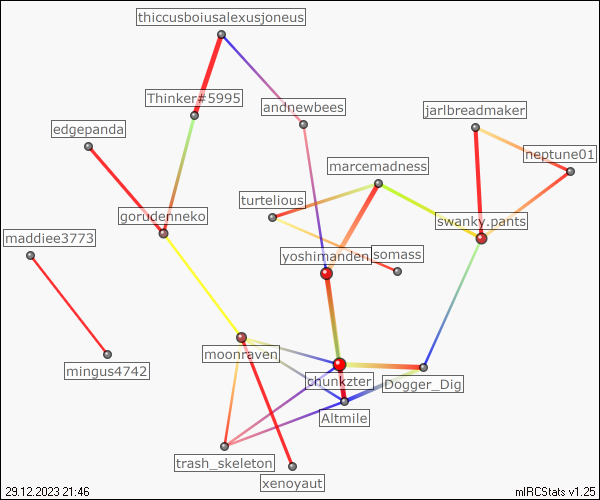 thiccusboiusalexusjoneus
Thinker#5995
andnewbees
jarlbreadmaker
edgepanda
neptune01
marcemadness
turtelious
gorudenneko
swanky.pants
maddiee3773
yoshimanden
somass
moonraven
mingus4742
chunkzter
Dogger_Dig
Altmile
trash_skeleton
xenoyaut
29.12.2023 21:46
mIRCStats v1.25